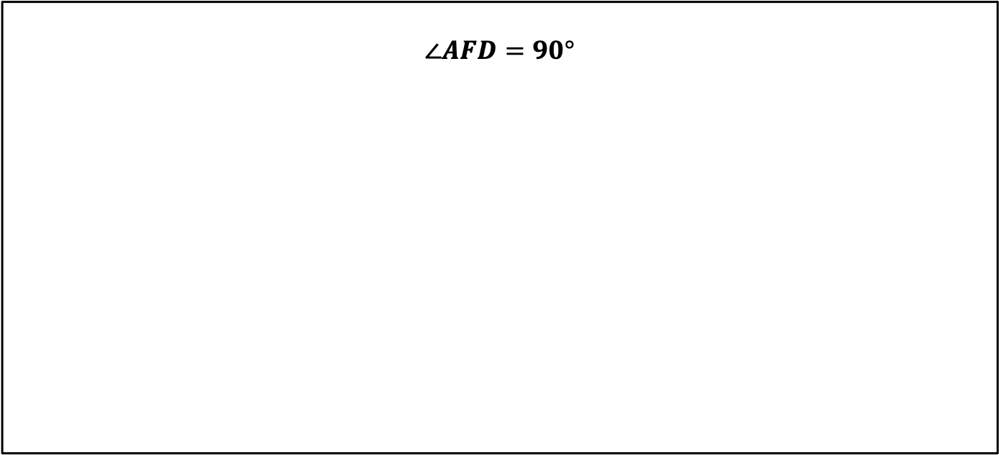 ∠AFD = 90°